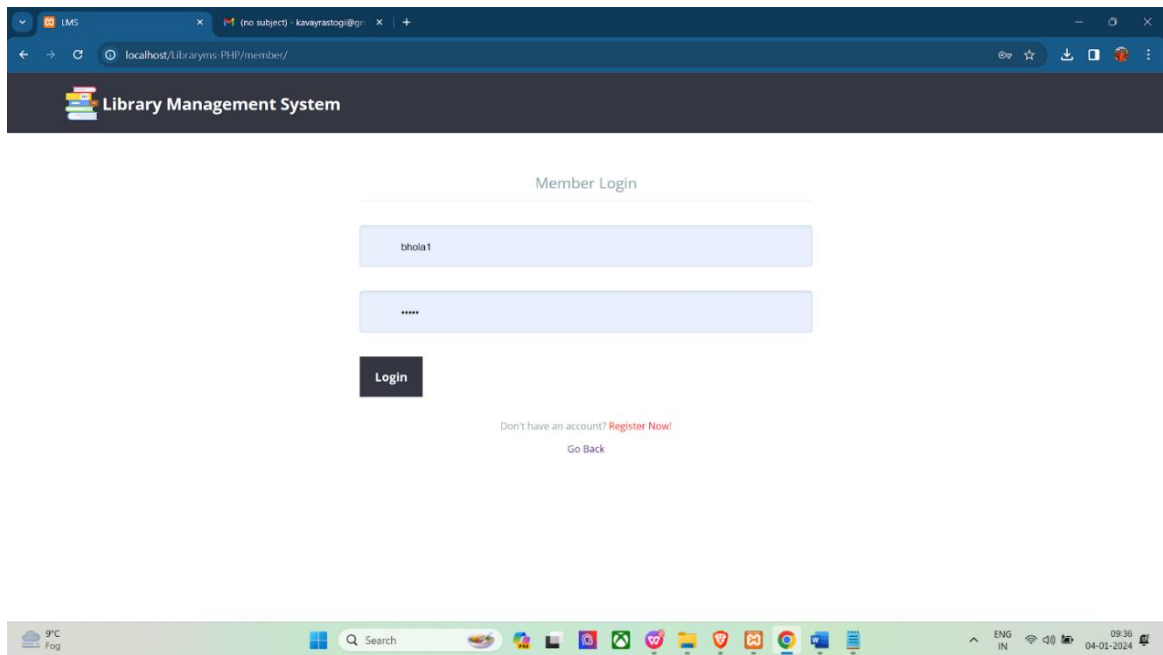 LMS
(no subject) - kavayrastogi@gm
localhost/Libraryms-PHP/member/
Library Management System
Member Login
bhola1
•••••
Login
Don't have an account? Register Now!
Go Back
9°C
Fog
Search
ENG
IN
09:36
04-01-2024